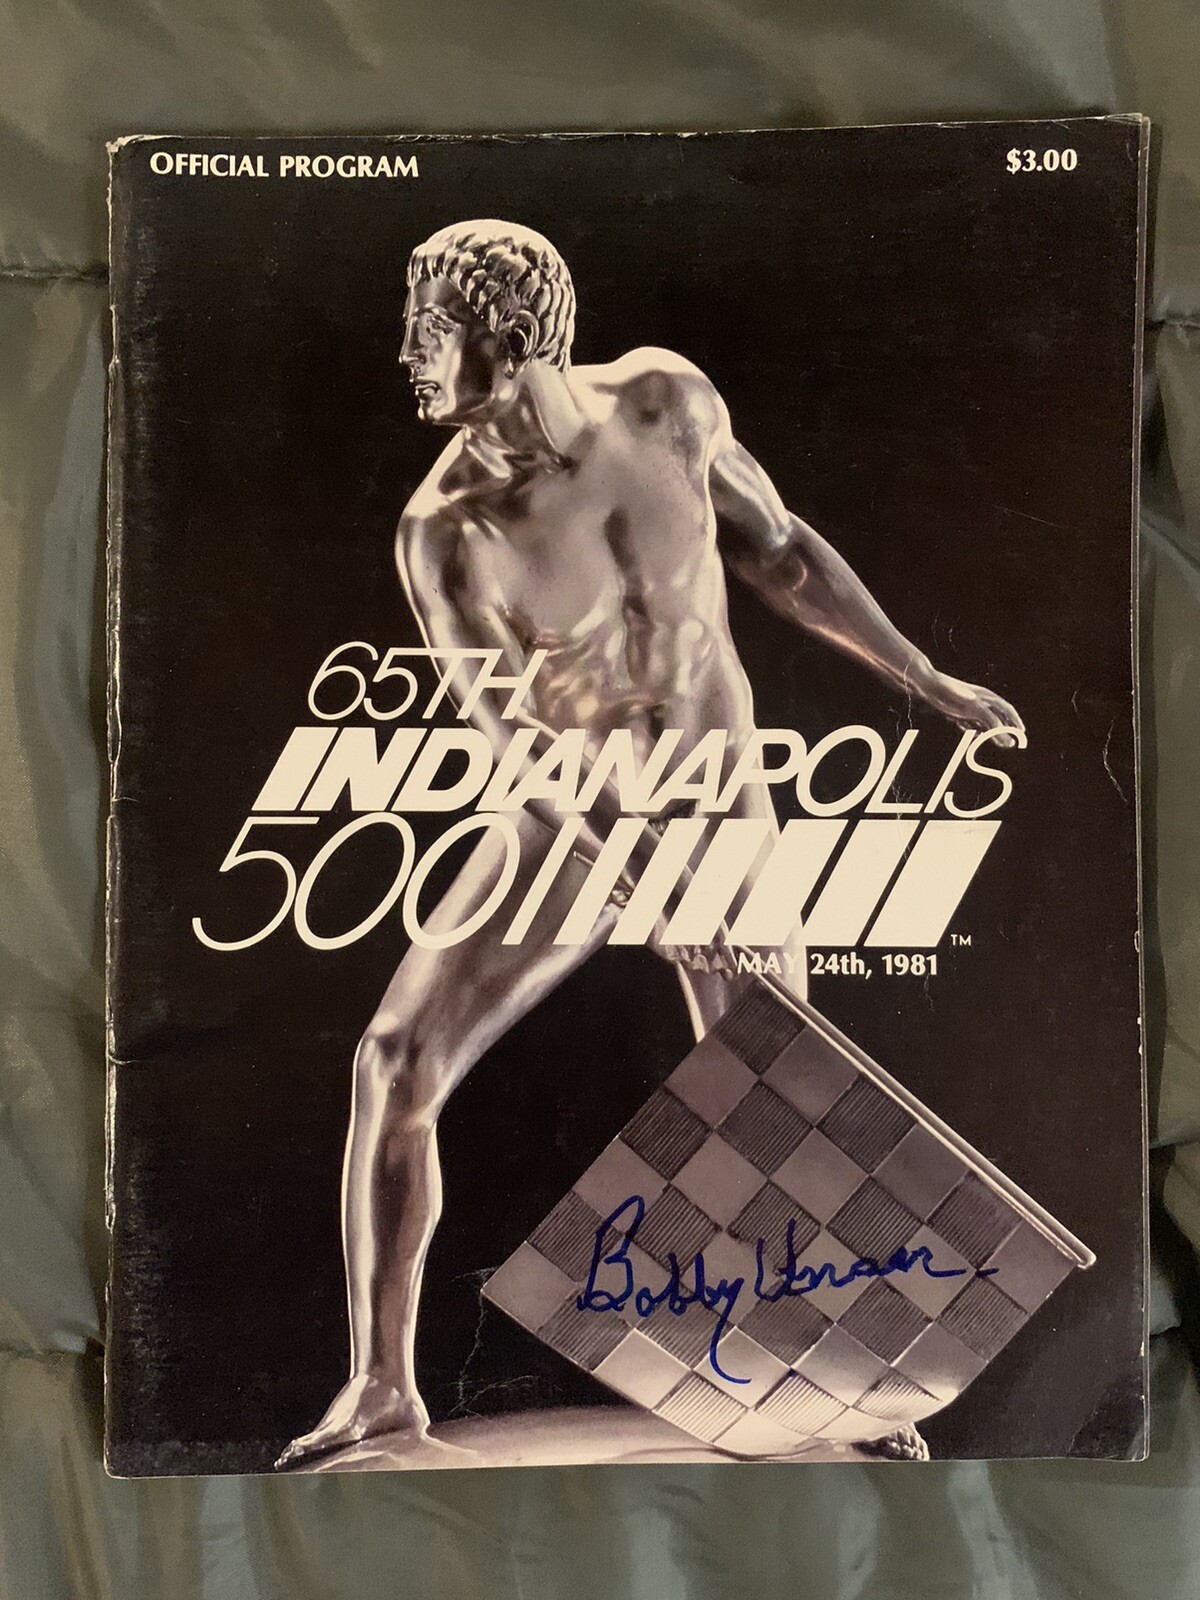 OFFICIAL PROGRAM $3.00
65TH
INDIANAPOLIS
500
TM
MAY 24th, 1981
Bobby Unser